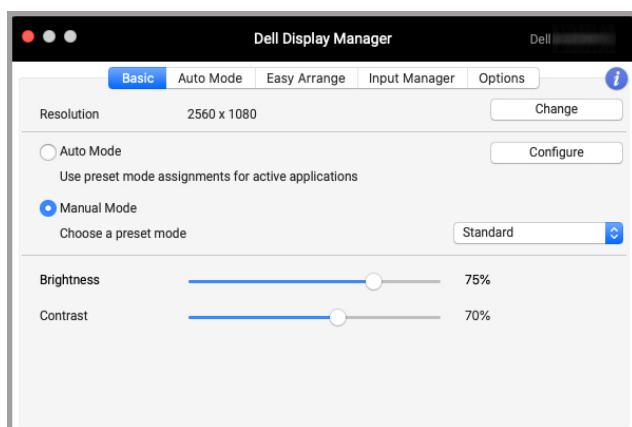 Dell Display Manager Dell
Basic Auto Mode Easy Arrange Input Manager Options i
Resolution 2560 x 1080 Change
Auto Mode Configure
Use preset mode assignments for active applications
Manual Mode
Choose a preset mode Standard
Brightness 75%
Contrast 70%